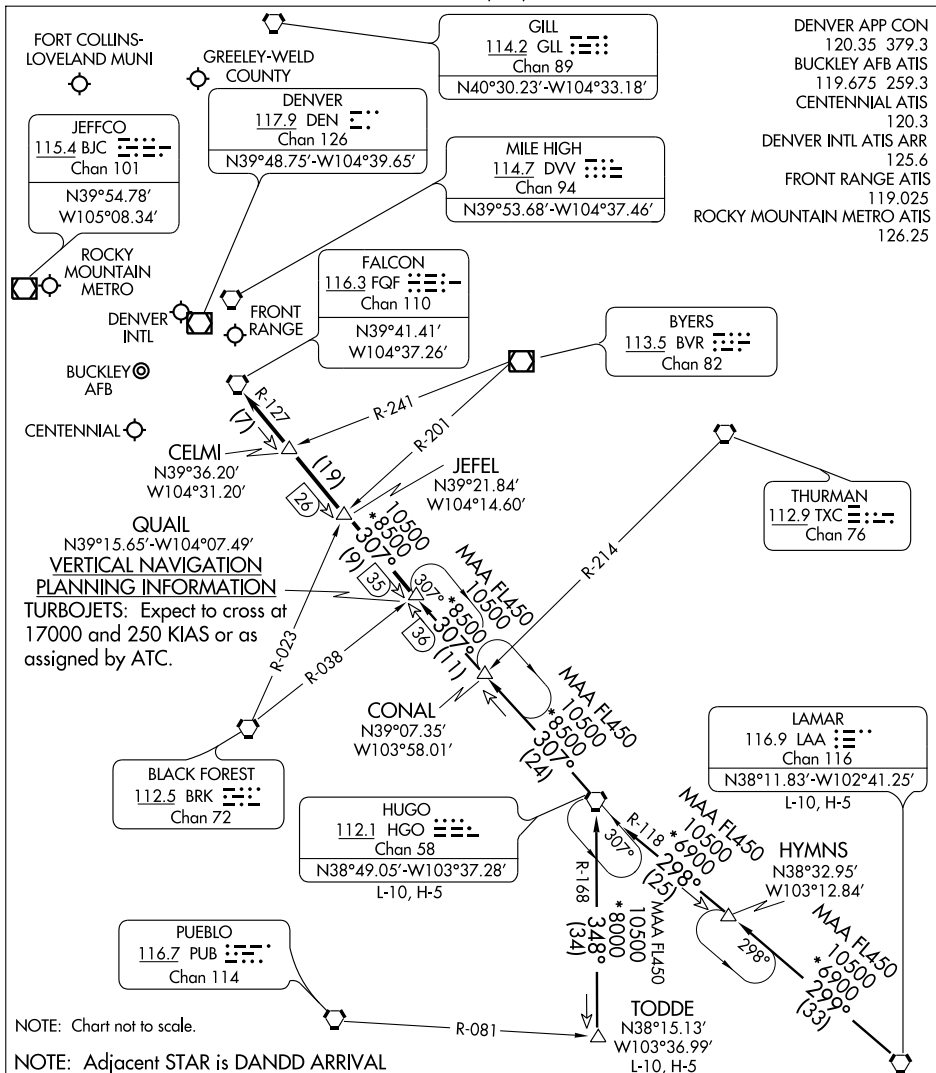 GILL
114.2 GLL
Chan 89
N40°30.23'-W104°33.18'
DENVER APP CON
120.35 379.3
BUCKLEY AFB ATIS
119.675 259.3
CENTENNIAL ATIS
120.3
DENVER INTL ATIS ARR
125.6
FRONT RANGE ATIS
119.025
ROCKY MOUNTAIN METRO ATIS
126.25
FORT COLLINS-
LOVELAND MUNI
GREELEY-WELD
COUNTY
DENVER
117.9 DEN
Chan 126
N39°48.75'-W104°39.65'
JEFFCO
115.4 BJC
Chan 101
N39°54.78'
W105°08.34'
MILE HIGH
114.7 DVV
Chan 94
N39°53.68'-W104°37.46'
ROCKY
MOUNTAIN
METRO
FALCON
116.3 FQF
Chan 110
N39°41.41'
W104°37.26'
DENVER
INTL
FRONT
RANGE
BYERS
113.5 BVR
Chan 82
BUCKLEY
AFB
CENTENNIAL
R-127
(7)
R-241
R-201
CELMI
N39°36.20'
W104°31.20'
(19)
26
JEFEL
N39°21.84'
W104°14.60'
THURMAN
112.9 TXC
Chan 76
R-214
QUAIL
N39°15.65'-W104°07.49'
VERTICAL NAVIGATION
PLANNING INFORMATION
TURBOJETS: Expect to cross at
17000 and 250 KIAS or as
assigned by ATC.
10500
*8500
307°
(9)
35
307°
36
MAA FL450
10500
*8500
307°
(11)
R-023
R-038
CONAL
N39°07.35'
W103°58.01'
MAA FL450
10500
*8500
307°
(24)
BLACK FOREST
112.5 BRK
Chan 72
LAMAR
116.9 LAA
Chan 116
N38°11.83'-W102°41.25'
L-10, H-5
HUGO
112.1 HGO
Chan 58
N38°49.05'-W103°37.28'
L-10, H-5
307°
R-118
MAA FL450
10500
*6900
298°
(25)
HYMNS
N38°32.95'
W103°12.84'
298°
R-168
MAA FL450
10500
*8000
348°
(34)
MAA FL450
10500
*6900
299°
(33)
PUEBLO
116.7 PUB
Chan 114
R-081
TODDE
N38°15.13'
W103°36.99'
L-10, H-5
NOTE: Chart not to scale.
NOTE: Adjacent STAR is DANDD ARRIVAL